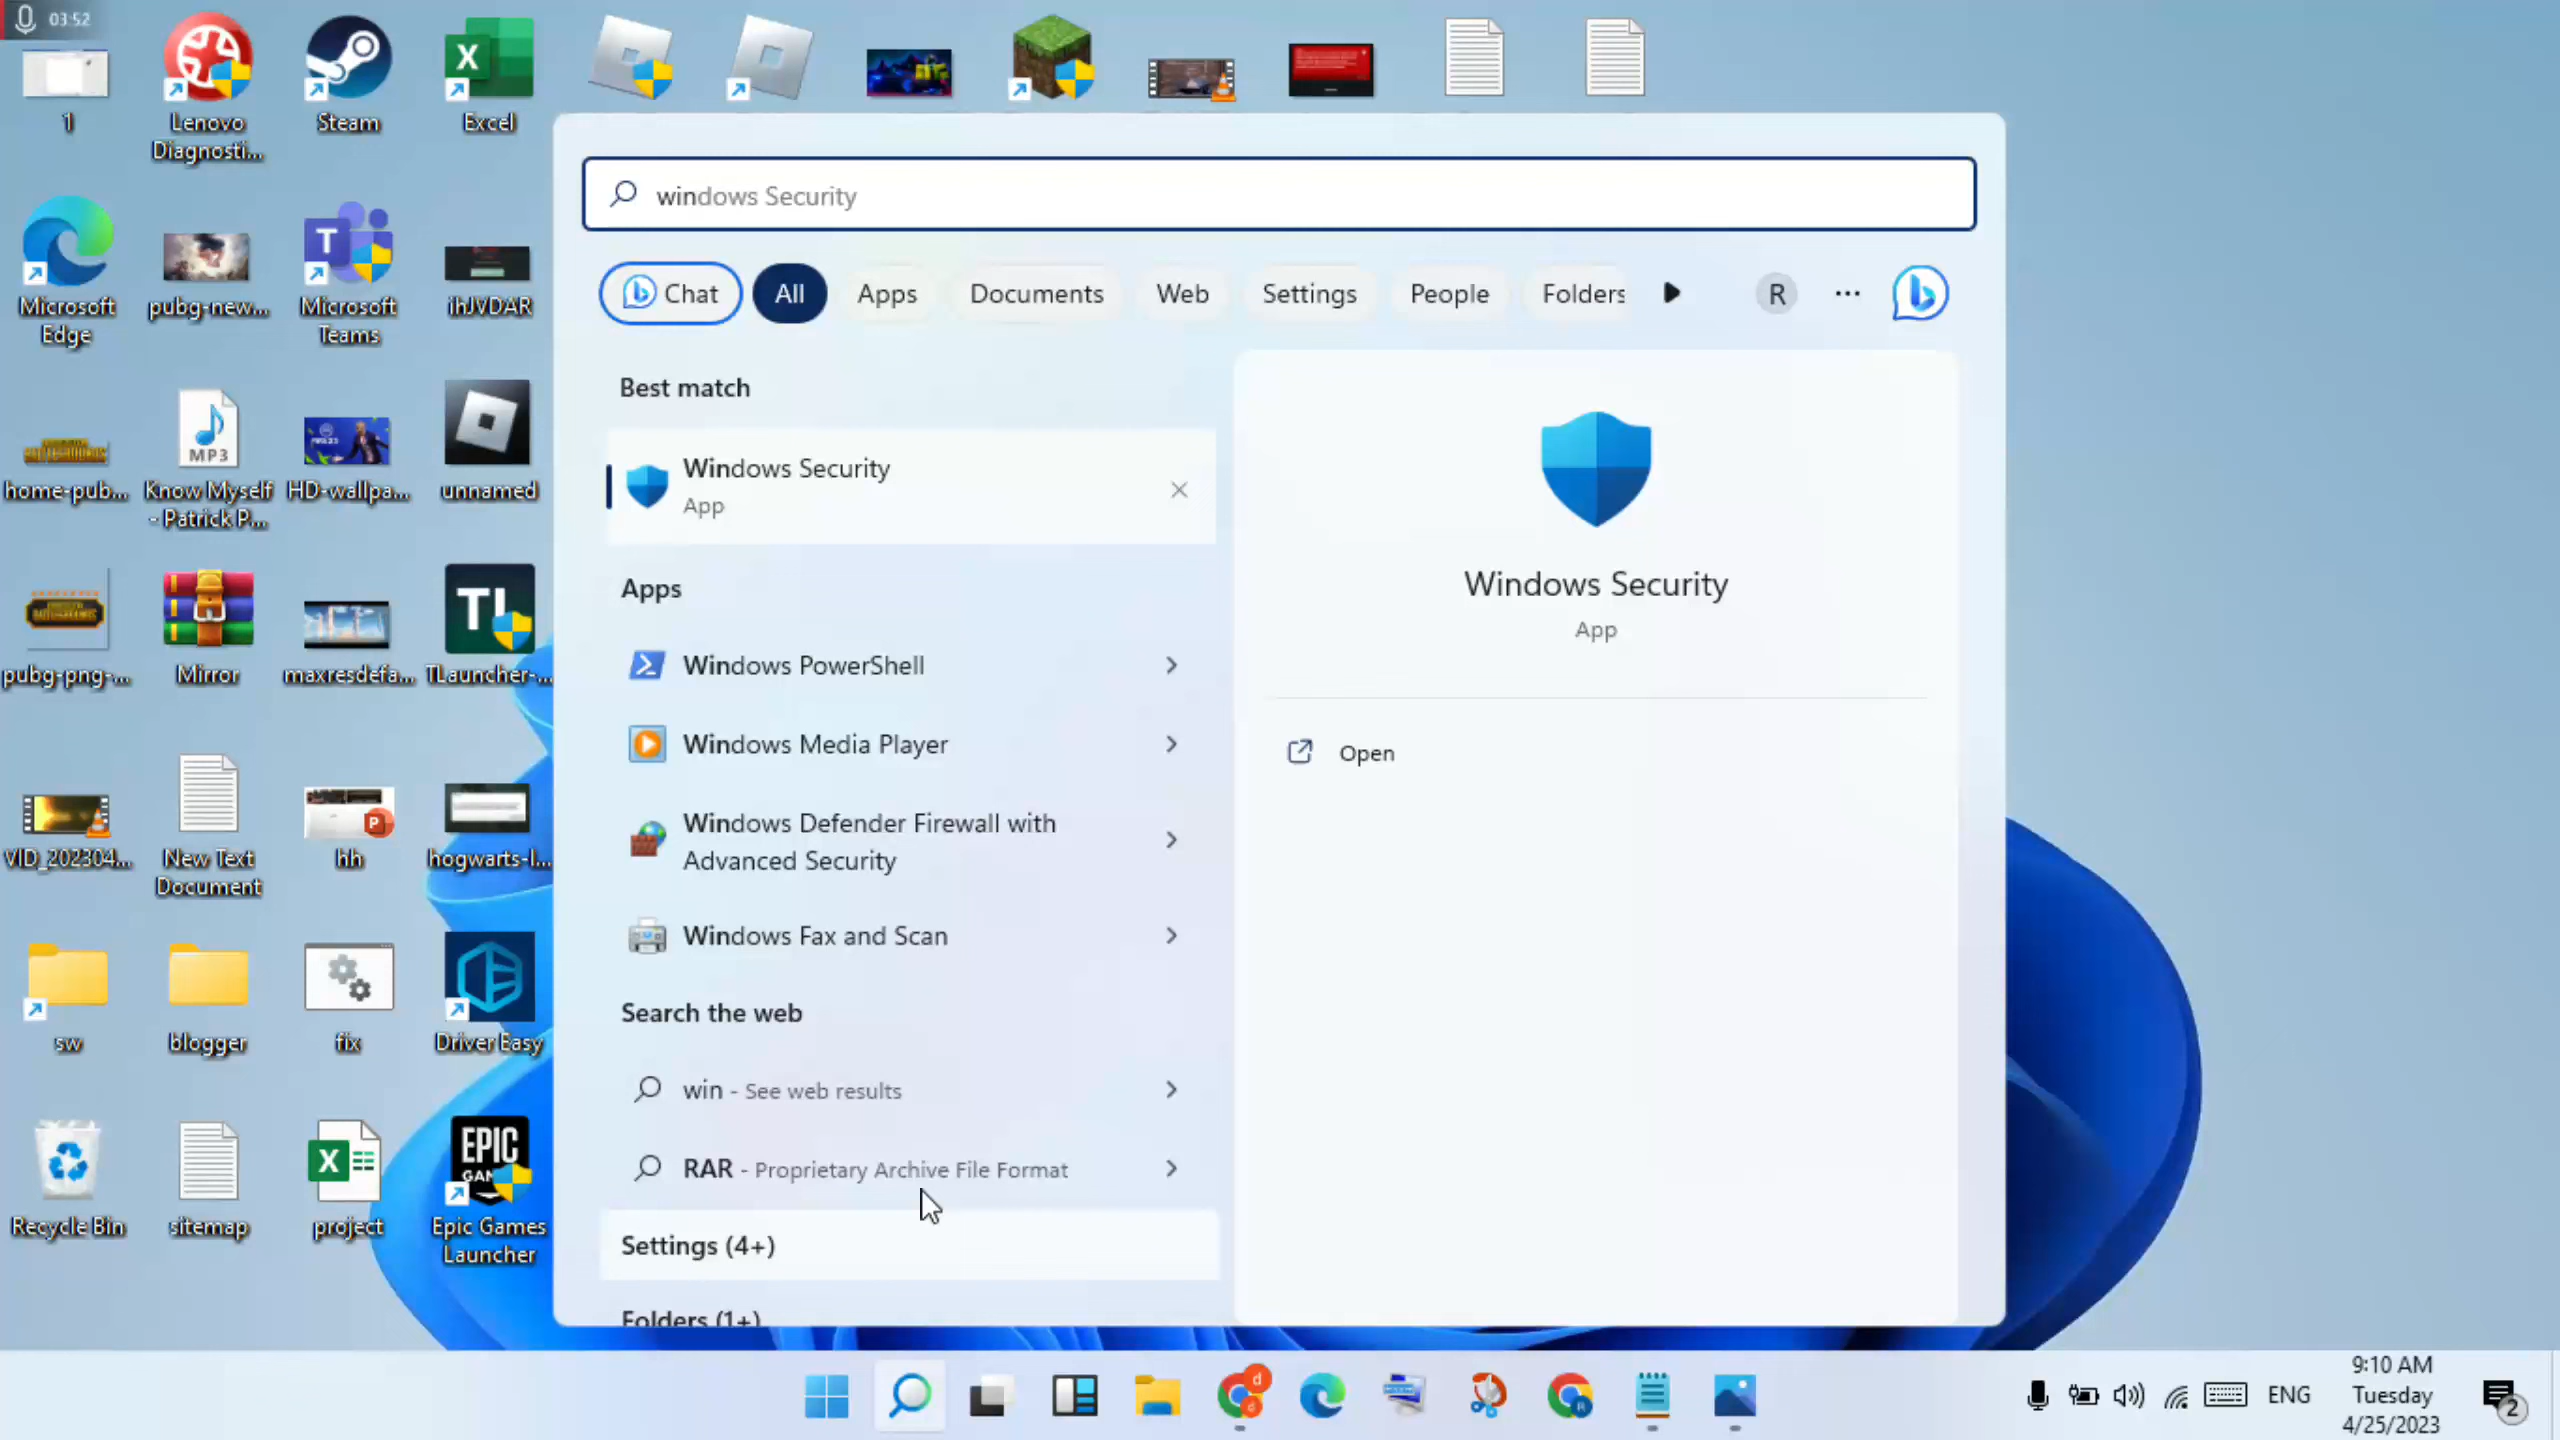 03:52
1
Lenovo
Diagnosti...
Steam
Excel
Microsoft
Edge
pubg-new...
Microsoft
Teams
ihJVDAR
home-pub...
MP3
Know Myself
- Patrick P...
HD-wallpa...
unnamed
pubg-png-...
Mirror
maxresdefa...
TL
TLauncher-...
VID_202304...
New Text
Document
hh
hogwarts-l...
sw
blogger
fix
Driver Easy
Recycle Bin
sitemap
project
EPIC
Epic Games
Launcher
windows Security
Chat
All
Apps
Documents
Web
Settings
People
Folders
R
Best match
Windows Security
App
Apps
Windows PowerShell
Windows Media Player
Windows Defender Firewall with
Advanced Security
Windows Fax and Scan
Search the web
win - See web results
RAR - Proprietary Archive File Format
Settings (4+)
Folders (1+)
Windows Security
App
Open
ENG
9:10 AM
Tuesday
4/25/2023
2